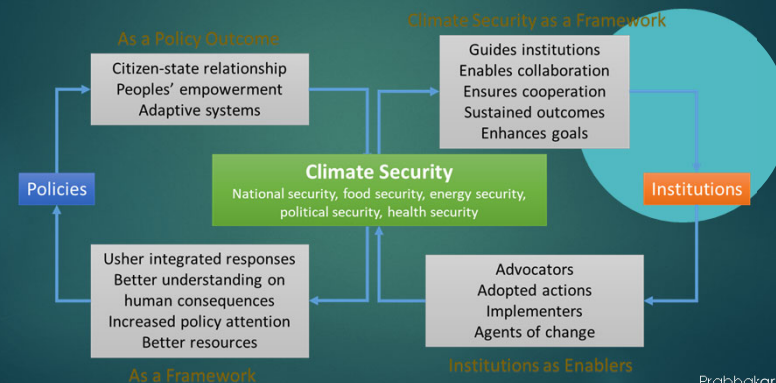 As a Policy Outcome
Citizen-state relationship
Peoples' empowerment
Adaptive systems
Climate Security as a Framework
Guides institutions
Enables collaboration
Ensures cooperation
Sustained outcomes
Enhances goals
Policies
Climate Security
National security, food security, energy security,
political security, health security
Institutions
Usher integrated responses
Better understanding on
human consequences
Increased policy attention
Better resources
As a Framework
Advocators
Adopted actions
Implementers
Agents of change
Institutions as Enablers
Prabhakar